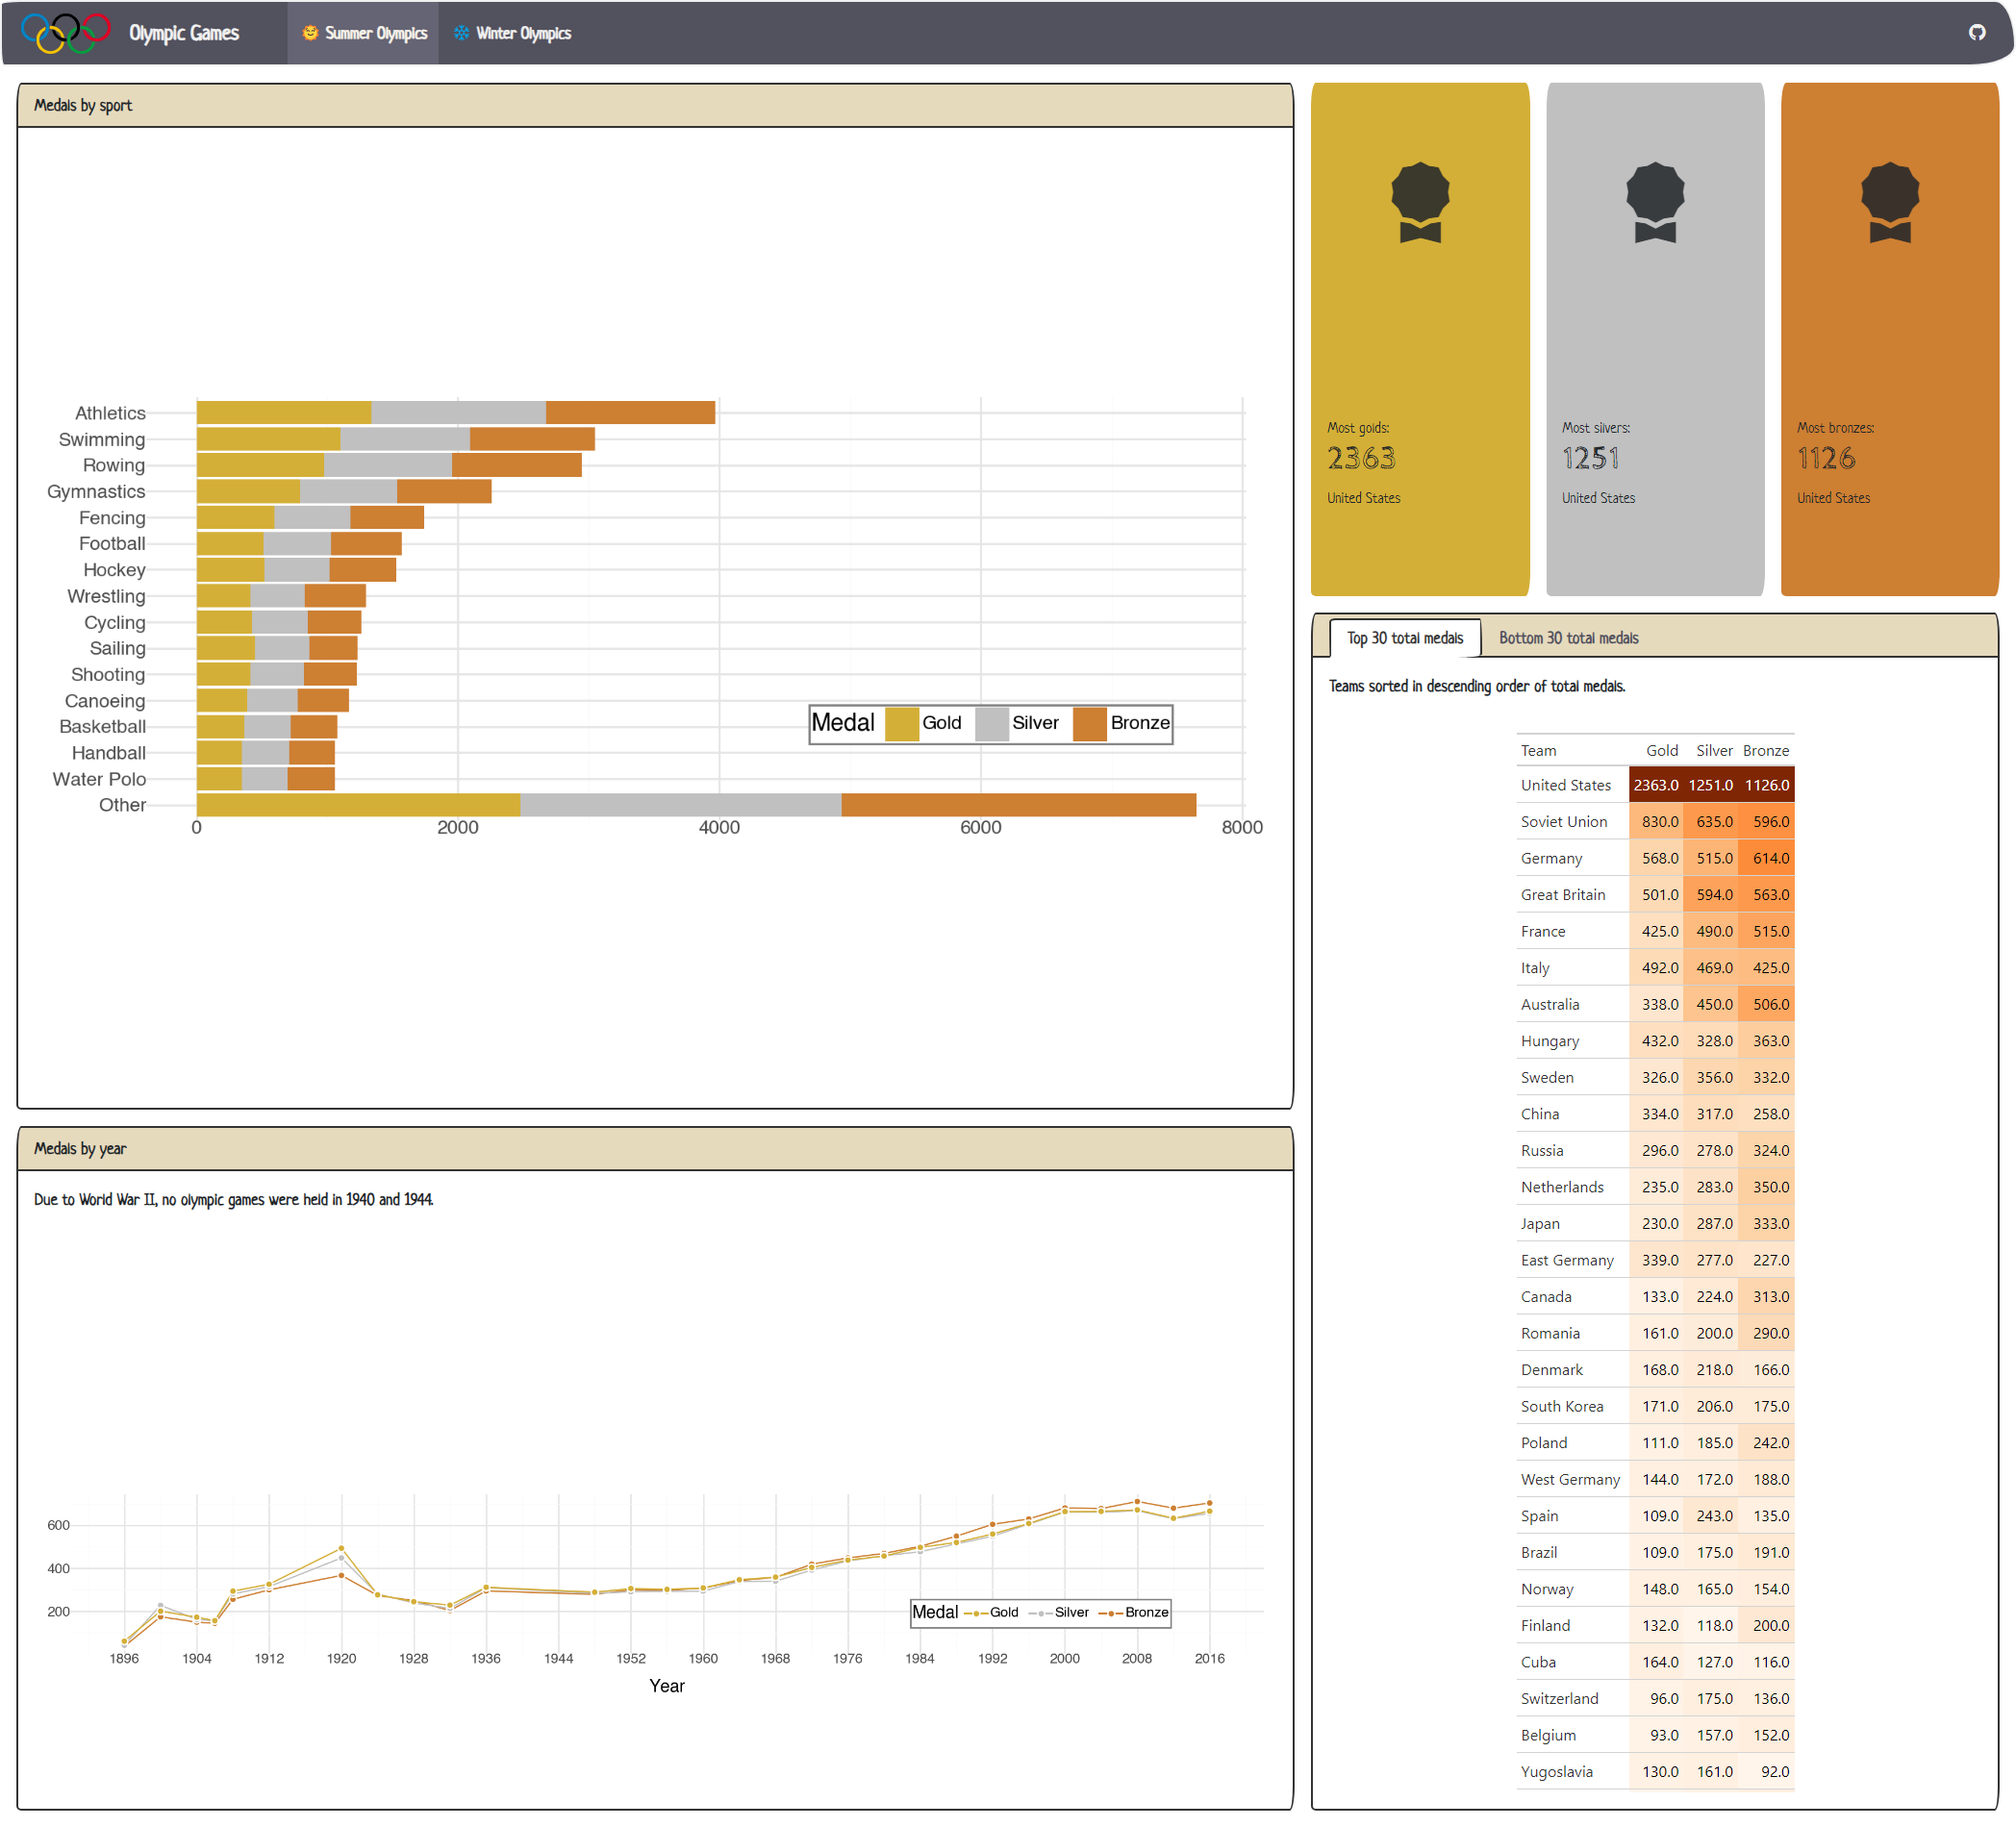 Olympic Games
Summer Olympics
Winter Olympics
Medals by sport
Athletics
Swimming
Rowing
Gymnastics
Fencing
Football
Hockey
Wrestling
Cycling
Sailing
Shooting
Canoeing
Basketball
Handball
Water Polo
Other
0 2000 4000 6000 8000
Medal Gold Silver Bronze
Medals by year
Due to World War II, no olympic games were held in 1940 and 1944.
600
400
200
1896 1904 1912 1920 1928 1936 1944 1952 1960 1968 1976 1984 1992 2000 2008 2016
Year
Medal Gold Silver Bronze
Most golds:
2363
United States
Most silvers:
1251
United States
Most bronzes:
1126
United States
Top 30 total medals
Bottom 30 total medals
Teams sorted in descending order of total medals.
Team Gold Silver Bronze
United States 2363.0 1251.0 1126.0
Soviet Union 830.0 635.0 596.0
Germany 568.0 515.0 614.0
Great Britain 501.0 594.0 563.0
France 425.0 490.0 515.0
Italy 492.0 469.0 425.0
Australia 338.0 450.0 506.0
Hungary 432.0 328.0 363.0
Sweden 326.0 356.0 332.0
China 334.0 317.0 258.0
Russia 296.0 278.0 324.0
Netherlands 235.0 283.0 350.0
Japan 230.0 287.0 333.0
East Germany 339.0 277.0 227.0
Canada 133.0 224.0 313.0
Romania 161.0 200.0 290.0
Denmark 168.0 218.0 166.0
South Korea 171.0 206.0 175.0
Poland 111.0 185.0 242.0
West Germany 144.0 172.0 188.0
Spain 109.0 243.0 135.0
Brazil 109.0 175.0 191.0
Norway 148.0 165.0 154.0
Finland 132.0 118.0 200.0
Cuba 164.0 127.0 116.0
Switzerland 96.0 175.0 136.0
Belgium 93.0 157.0 152.0
Yugoslavia 130.0 161.0 92.0